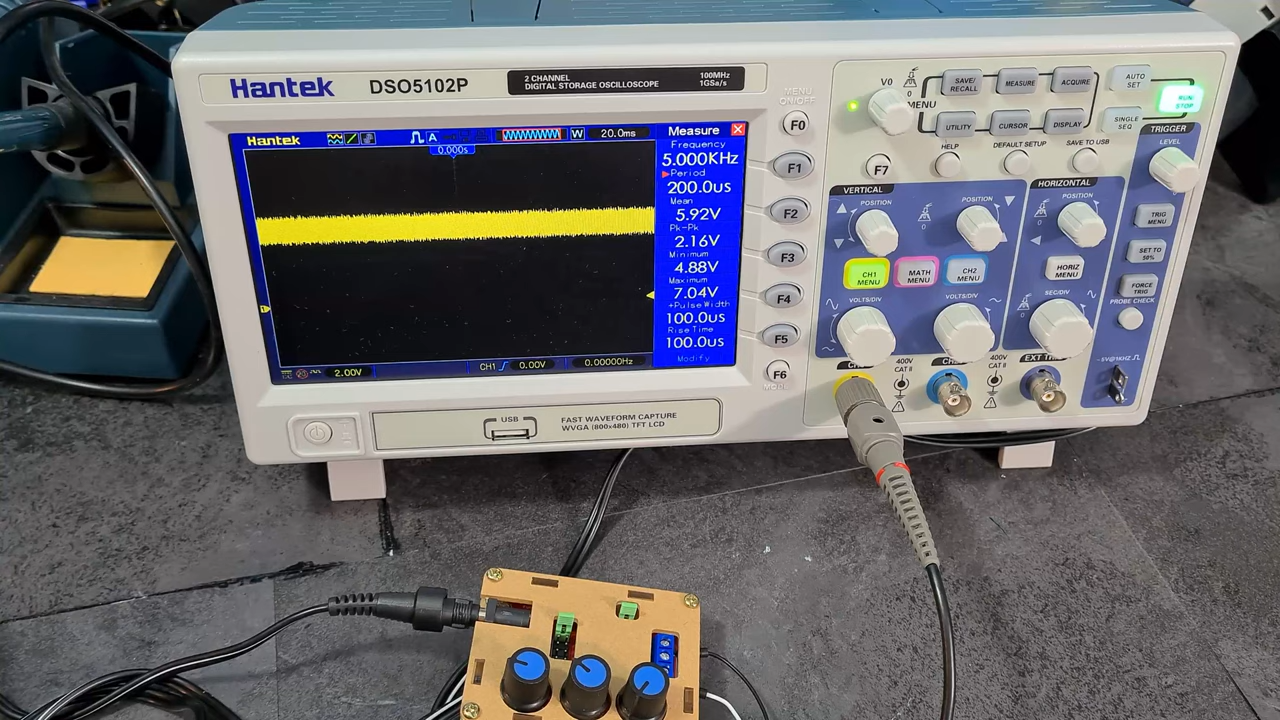 Hantek
DSO5102P
2 CHANNEL
DIGITAL STORAGE OSCILLOSCOPE
100MHz
1GSa/s
Hantek
A
W
20.0ms
0.000s
Measure
Frequency
5.000KHz
Period
200.0us
Mean
5.92V
Pk-Pk
2.16V
Minimum
4.88V
Maximum
7.04V
+PulseWidth
100.0us
RiseTime
100.0us
Modify
2.00V
CH1
0.00V
0.00000Hz
MENU
ON/OFF
F0
F1
F2
F3
F4
F5
F6
F7
V0
MENU
SAVE/
RECALL
MEASURE
ACQUIRE
AUTO
SET
RUN/
STOP
UTILITY
CURSOR
DISPLAY
SINGLE
SEQ
HELP
DEFAULT SETUP
SAVE TO USB
TRIGGER
LEVEL
VERTICAL
POSITION
POSITION
HORIZONTAL
POSITION
TRIG
MENU
SET TO
50%
FORCE
TRIG
PROBE CHECK
CH1
MENU
MATH
MENU
CH2
MENU
HORIZ
MENU
VOLTS/DIV
VOLTS/DIV
SEC/DIV
400V
CAT II
400V
CAT II
USB
FAST WAVEFORM CAPTURE
WVGA (800x480) TFT LCD